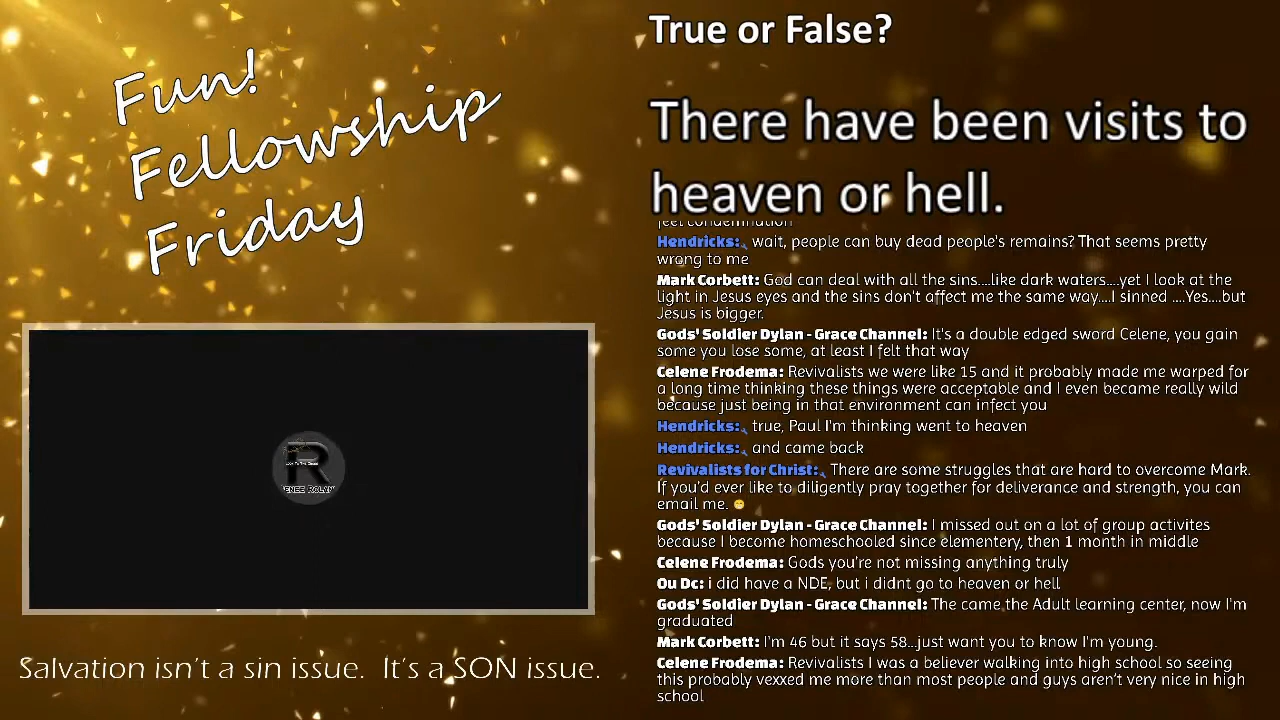 Fun!
Fellowship
Friday
Salvation isn't a sin issue.  It's a SON issue.
True or False?
There have been visits to
heaven or hell.
feel condemnation
Hendricks: wait, people can buy dead people's remains? That seems pretty
wrong to me
Mark Corbett: God can deal with all the sins....like dark waters....yet I look at the
light in Jesus eyes and the sins don't affect me the same way....I sinned ....Yes....but
Jesus is bigger.
Gods' Soldier Dylan - Grace Channel: It's a double edged sword Celene, you gain
some you lose some, at least I felt that way
Celene Frodema: Revivalists we were like 15 and it probably made me warped for
a long time thinking these things were acceptable and I even became really wild
because just being in that environment can infect you
Hendricks: true, Paul I'm thinking went to heaven
Hendricks: and came back
Revivalists for Christ: There are some struggles that are hard to overcome Mark.
If you'd ever like to diligently pray together for deliverance and strength, you can
email me. 😁
Gods' Soldier Dylan - Grace Channel: I missed out on a lot of group activites
because I become homeschooled since elementery, then 1 month in middle
Celene Frodema: Gods you're not missing anything truly
Ou Dc: i did have a NDE, but i didnt go to heaven or hell
Gods' Soldier Dylan - Grace Channel: The came the Adult learning center, now I'm
graduated
Mark Corbett: I'm 46 but it says 58...just want you to know I'm young.
Celene Frodema: Revivalists I was a believer walking into high school so seeing
this probably vexxed me more than most people and guys aren't very nice in high
school